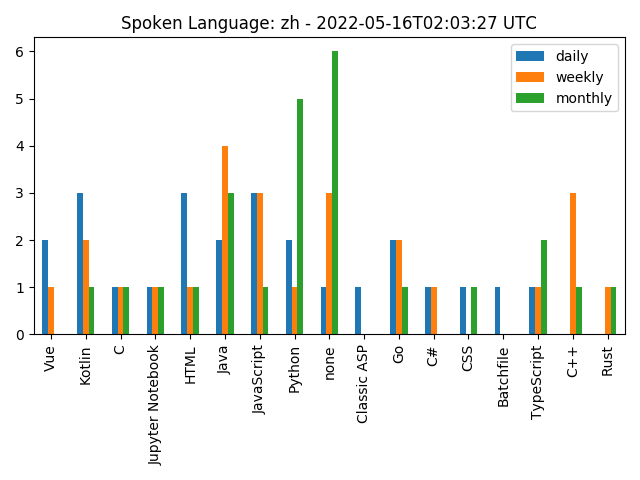 Spoken Language: zh - 2022-05-16T02:03:27 UTC
daily
weekly
monthly
6
5
4
3
2
1
0
Vue
Kotlin
C
Jupyter Notebook
HTML
Java
JavaScript
Python
none
Classic ASP
Go
C#
CSS
Batchfile
TypeScript
C++
Rust